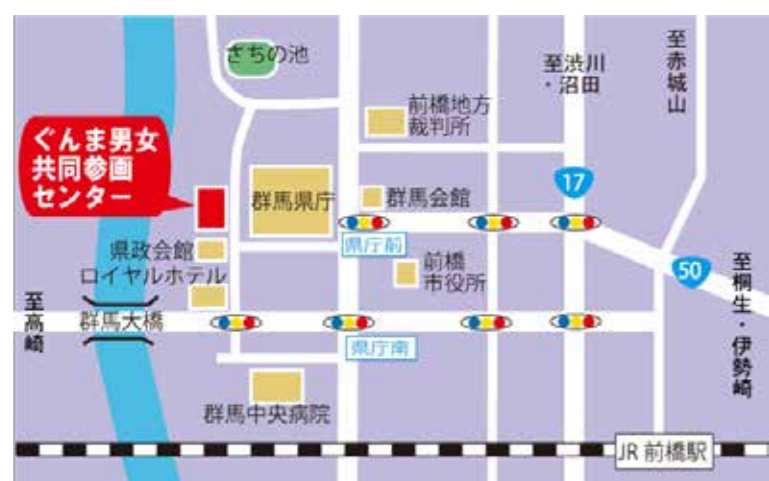 さちの池
至渋川
・沼田
至赤城山
前橋地方
裁判所
ぐんま男女
共同参画
センター
17
群馬県庁
群馬会館
県庁前
県政会館
ロイヤルホテル
前橋
市役所
50
至高崎
群馬大橋
至桐生・伊勢崎
県庁南
群馬中央病院
JR 前橋駅